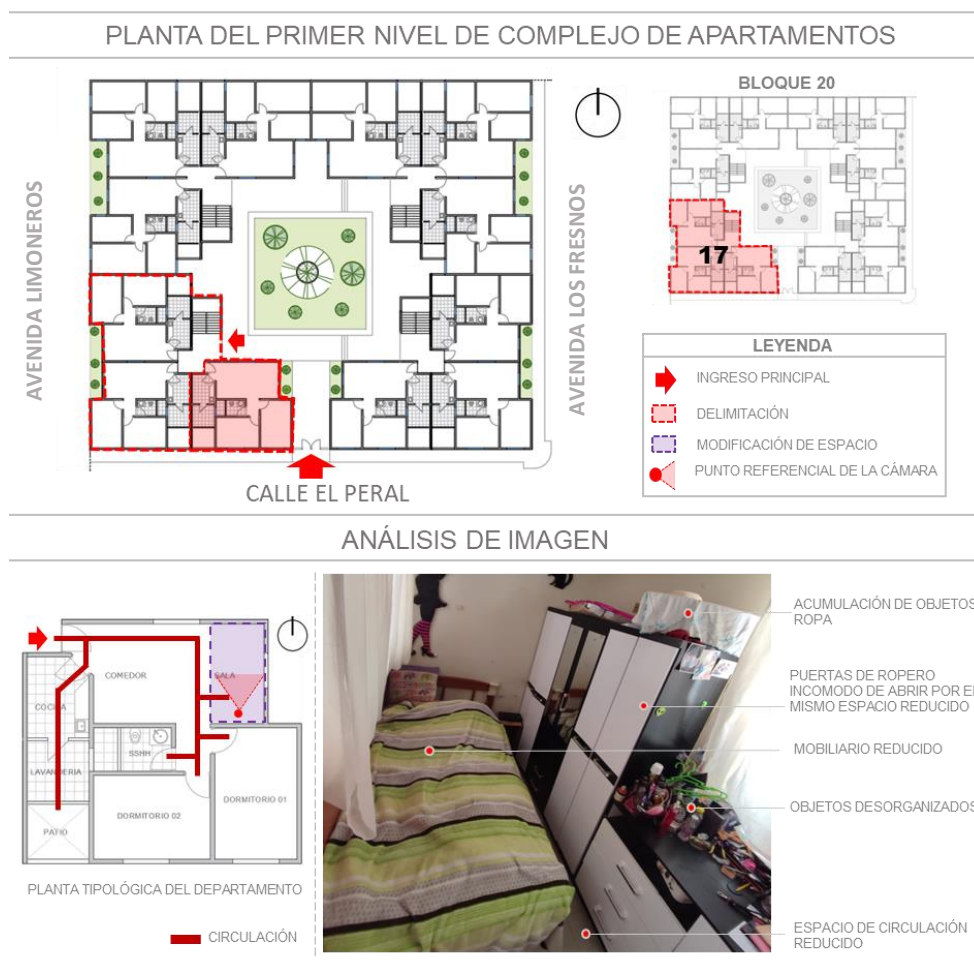 PLANTA DEL PRIMER NIVEL DE COMPLEJO DE APARTAMENTOS
AVENIDA LIMONEROS
AVENIDA LOS FRESNOS
CALLE EL PERAL
BLOQUE 20
17
LEYENDA
INGRESO PRINCIPAL
DELIMITACIÓN
MODIFICACIÓN DE ESPACIO
PUNTO REFERENCIAL DE LA CÁMARA
ANÁLISIS DE IMAGEN
COMEDOR
SALA
COCINA
SSHH
LAVANDERIA
DORMITORIO 01
DORMITORIO 02
PATIO
PLANTA TIPOLÓGICA DEL DEPARTAMENTO
CIRCULACIÓN
ACUMULACIÓN DE OBJETOS
ROPA
PUERTAS DE ROPERO
INCOMODO DE ABRIR POR E
MISMO ESPACIO REDUCIDO
MOBILIARIO REDUCIDO
OBJETOS DESORGANIZADOS
ESPACIO DE CIRCULACIÓN
REDUCIDO